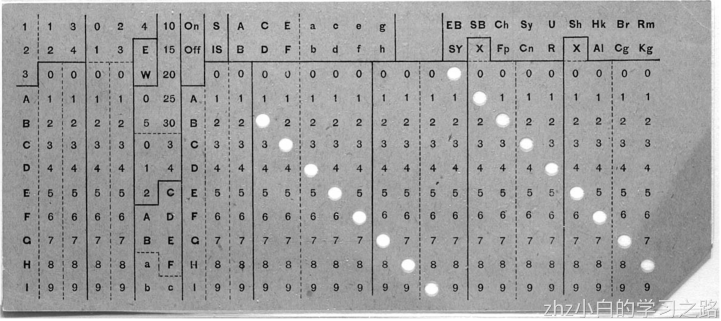 1 1 3 0 2 4 10 On S A C E a c e g EB SB Ch Sy U Sh Hk Br Rm
2 2 4 1 3 E 15 Off IS B D F b d f h SY X Fp Cn R X Al Cg Kg
3 0 0 0 0 W 20 0 0 0 0 0 0 0 0 0 0 0 0 0 0 0 0 0 0
A 1 1 1 1 0 25 A 1 1 1 1 1 1 1 1 1 1 1 1 1 1 1 1 1 1
B 2 2 2 2 5 30 B 2 2 2 2 2 2 2 2 2 2 2 2 2 2 2 2 2
C 3 3 3 3 0 3 C 3 3 3 3 3 3 3 3 3 3 3 3 3 3 3 3 3
D 4 4 4 4 1 4 D 4 4 4 4 4 4 4 4 4 4 4 4 4 4 4 4 4
E 5 5 5 5 2 C E 5 5 5 5 5 5 5 5 5 5 5 5 5 5 5 5 5
F 6 6 6 6 A D F 6 6 6 6 6 6 6 6 6 6 6 6 6 6 6 6 6
G 7 7 7 7 B E G 7 7 7 7 7 7 7 7 7 7 7 7 7 7 7 7 7
H 8 8 8 8 a F H 8 8 8 8 8 8 8 8 8 8 8 8 8 8 8 8 8
I 9 9 9 9 b c I 9 9 9 9 9 9 9 9 9 9 9 9 9 9 9 9 9 9
zhz小白的学习之路